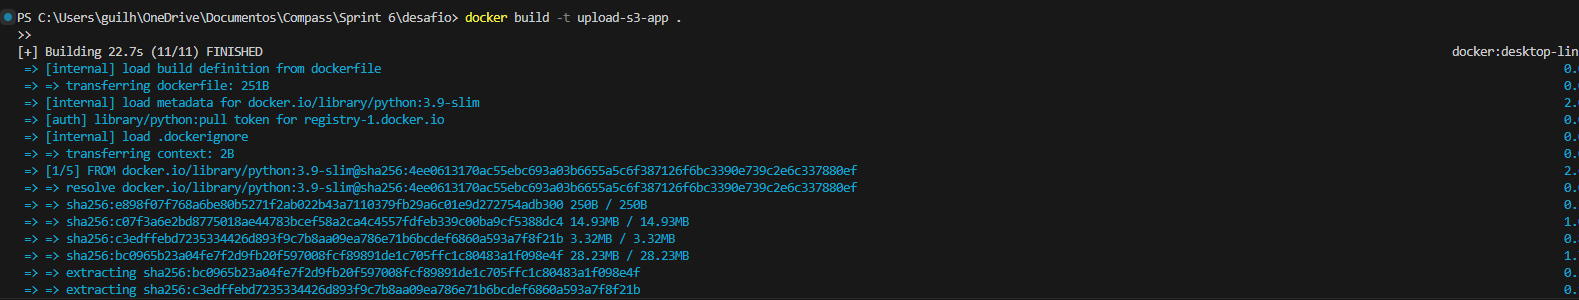 PS C:\Users\guilh\OneDrive\Documentos\Compass\Sprint 6\desafio> docker build -t upload-s3-app .
>>
[+] Building 22.7s (11/11) FINISHED docker:desktop-lin
=> [internal] load build definition from dockerfile 0.
=> => transferring dockerfile: 251B 0.
=> [internal] load metadata for docker.io/library/python:3.9-slim 2.
=> [auth] library/python:pull token for registry-1.docker.io 0.
=> [internal] load .dockerignore 0.
=> => transferring context: 2B 0.
=> [1/5] FROM docker.io/library/python:3.9-slim@sha256:4ee0613170ac55ebc693a03b6655a5c6f387126f6bc3390e739c2e6c337880ef 2.
=> => resolve docker.io/library/python:3.9-slim@sha256:4ee0613170ac55ebc693a03b6655a5c6f387126f6bc3390e739c2e6c337880ef 0.
=> => sha256:e898f07f768a6be80b5271f2ab022b43a7110379fb29a6c01e9d272754adb300 250B / 250B 0.
=> => sha256:c07f3a6e2bd8775018ae44783bcef58a2ca4c4557fdfeb339c00ba9cf5388dc4 14.93MB / 14.93MB 1.
=> => sha256:c3edffebd7235334426d893f9c7b8aa09ea786e71b6bcdef6860a593a7f8f21b 3.32MB / 3.32MB 0.
=> => sha256:bc0965b23a04fe7f2d9fb20f597008fcf89891de1c705ffc1c80483a1f098e4f 28.23MB / 28.23MB 1.
=> => extracting sha256:bc0965b23a04fe7f2d9fb20f597008fcf89891de1c705ffc1c80483a1f098e4f 0.
=> => extracting sha256:c3edffebd7235334426d893f9c7b8aa09ea786e71b6bcdef6860a593a7f8f21b 0.